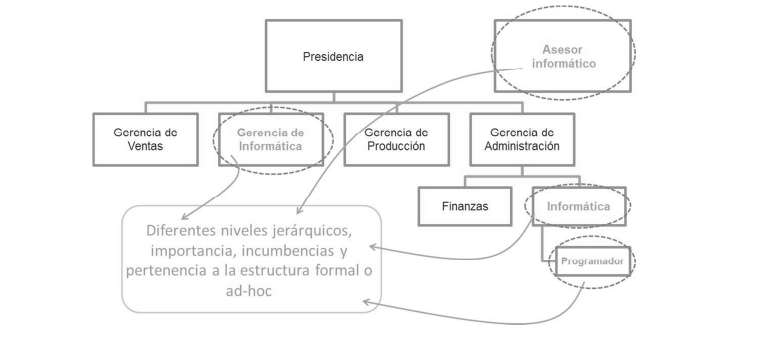 Presidencia
Asesor
informático
Gerencia de
Ventas
Gerencia de
Informática
Gerencia de
Producción
Gerencia de
Administración
Finanzas
Informática
Programador
Diferentes niveles jerárquicos,
importancia, incumbencias y
pertenencia a la estructura formal o
ad-hoc